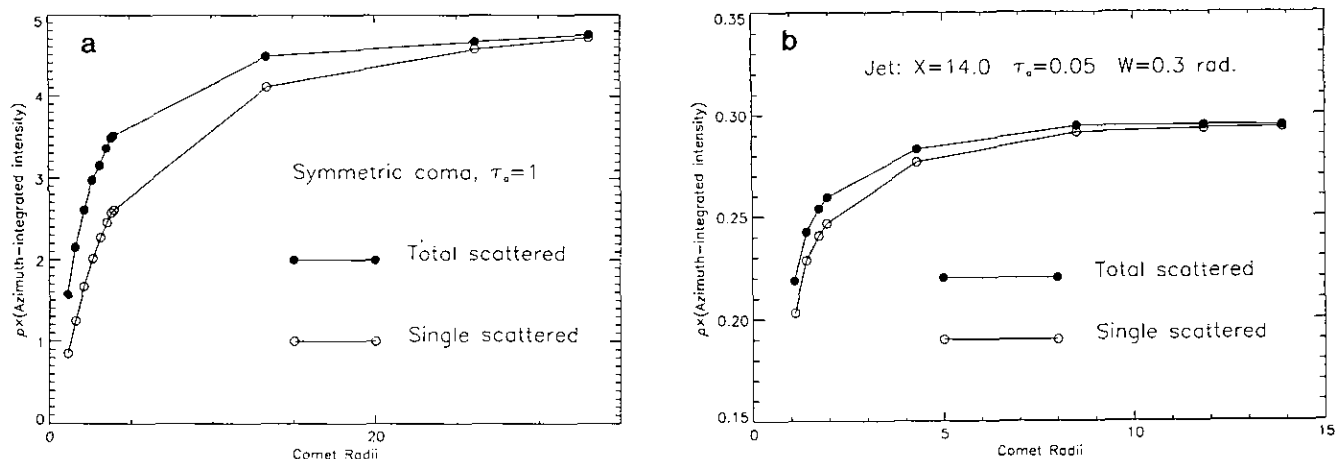 a
5
4
3
2
1
0
ρ×(Azimuth−integrated intensity)
Symmetric coma, τₐ=1
Total scattered
Single scattered
0
20
Comet Radii
b
0.35
0.30
0.25
0.20
0.15
ρ×(Azimuth−integrated intensity)
Jet: X=14.0 τₐ=0.05 W=0.3 rad.
Total scattered
Single scattered
0
5
10
15
Comet Radii